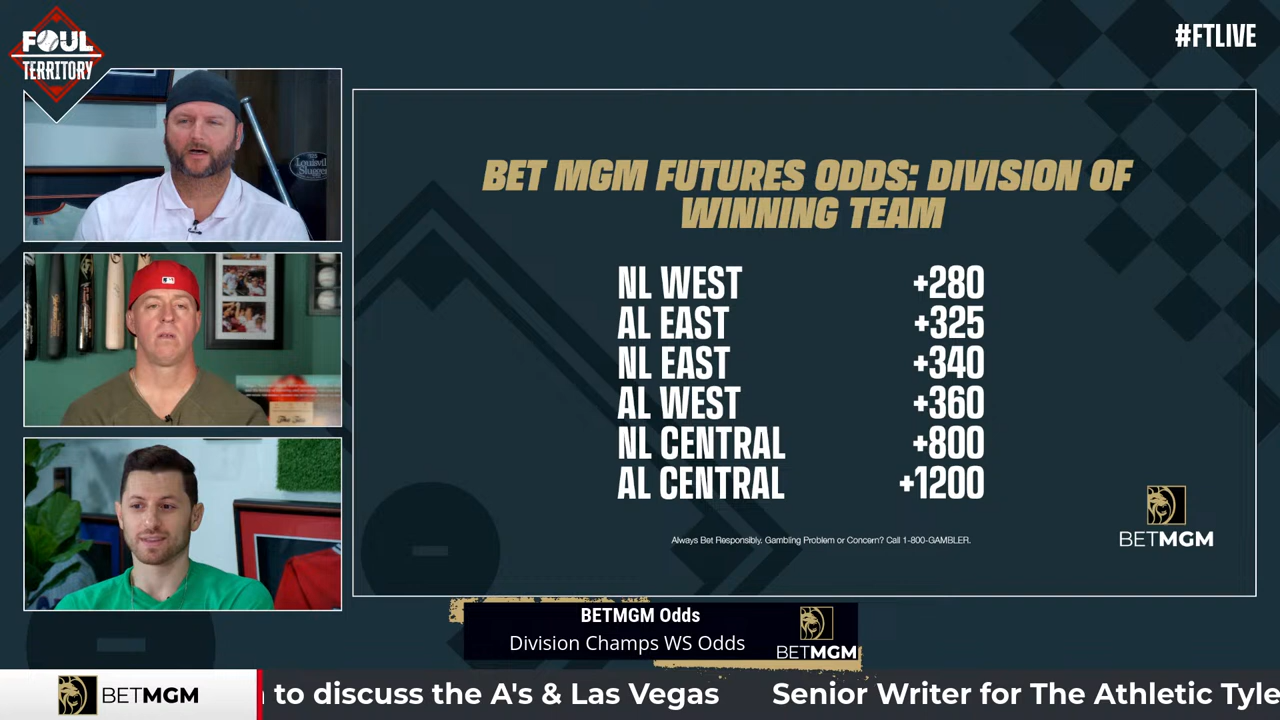 FOUL
TERRITORY
#FTLIVE
Louisville
Slugger
BET MGM FUTURES ODDS: DIVISION OF
WINNING TEAM
NL WEST +280
AL EAST +325
NL EAST +340
AL WEST +360
NL CENTRAL +800
AL CENTRAL +1200
Always Bet Responsibly. Gambling Problem or Concern? Call 1-800-GAMBLER.
BETMGM
BETMGM Odds
Division Champs WS Odds
BETMGM
BETMGM
to discuss the A's & Las Vegas Senior Writer for The Athletic Tyle